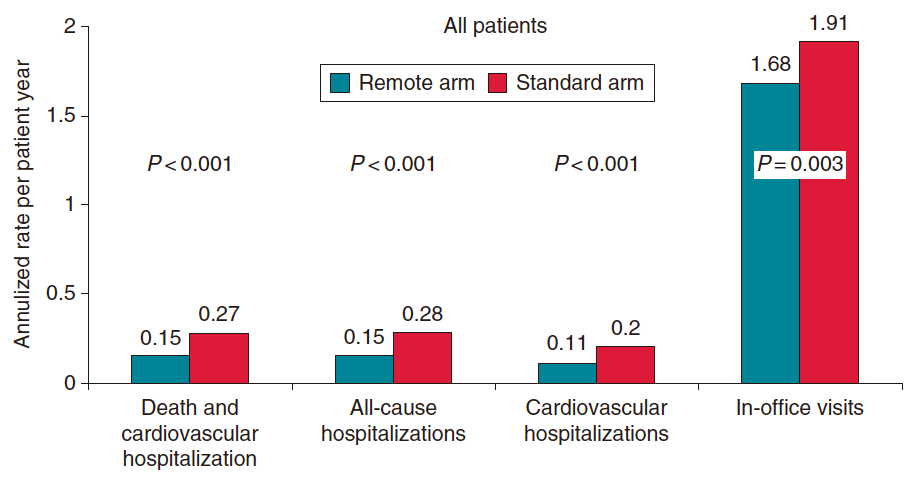 All patients
Remote arm Standard arm
Annulized rate per patient year
2
1.5
1
0.5
0
P < 0.001
P < 0.001
P < 0.001
P = 0.003
0.15
0.27
0.15
0.28
0.11
0.2
1.68
1.91
Death and
cardiovascular
hospitalization
All-cause
hospitalizations
Cardiovascular
hospitalizations
In-office visits